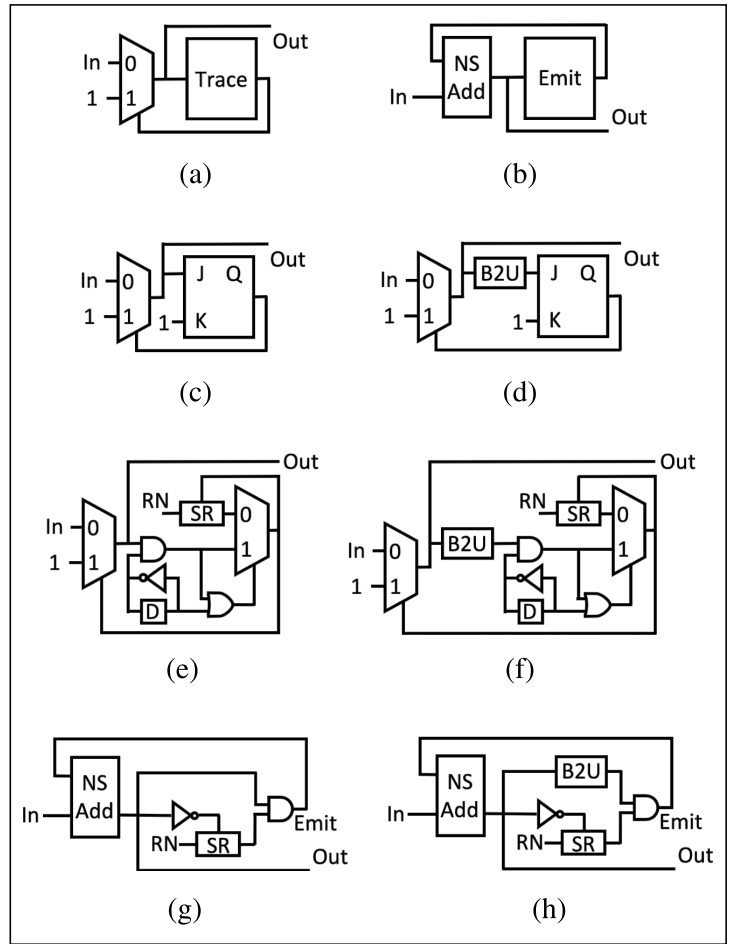 In 0
1 1
Trace
Out
(a)
NS
Add
In
Emit
Out
(b)
In 0
1 1
J Q
1 K
Out
(c)
In 0
1 1
B2U
J Q
1 K
Out
(d)
In 0
1 1
RN SR 0
1
D
Out
(e)
In 0
1 1
B2U
RN SR 0
1
D
Out
(f)
NS
Add
In
RN SR
Emit
Out
(g)
NS
Add
In
B2U
RN SR
Emit
Out
(h)